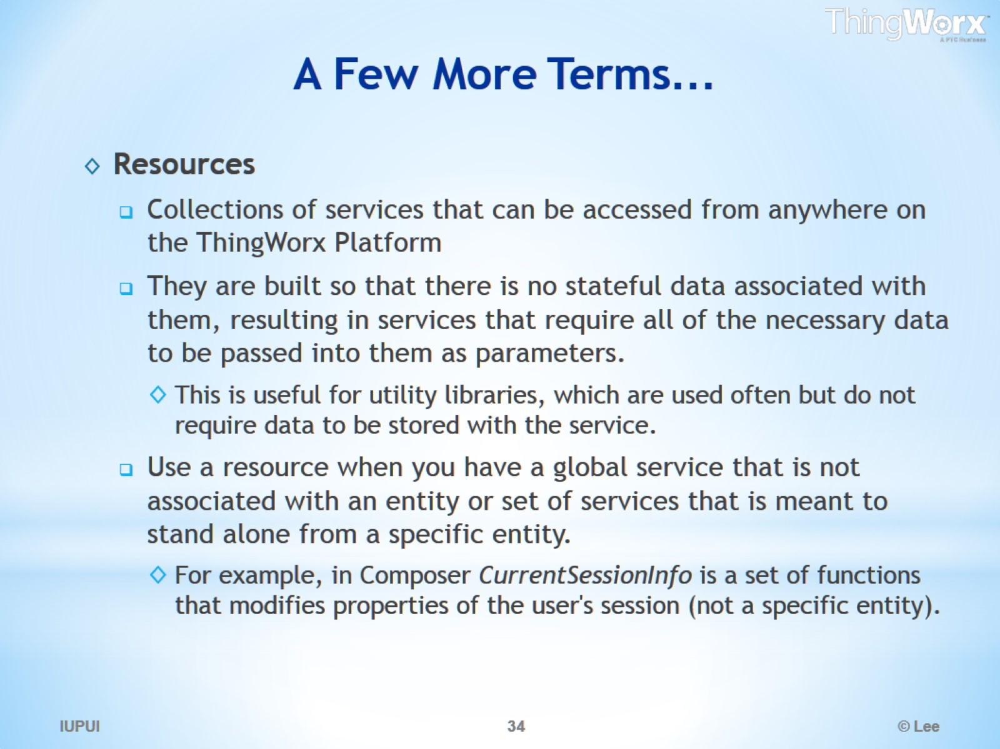 ThingWorx
A PTC Business
A Few More Terms...
Resources
Collections of services that can be accessed from anywhere on
the ThingWorx Platform
They are built so that there is no stateful data associated with
them, resulting in services that require all of the necessary data
to be passed into them as parameters.
This is useful for utility libraries, which are used often but do not
require data to be stored with the service.
Use a resource when you have a global service that is not
associated with an entity or set of services that is meant to
stand alone from a specific entity.
For example, in Composer CurrentSessionInfo is a set of functions
that modifies properties of the user's session (not a specific entity).
IUPUI
34
© Lee